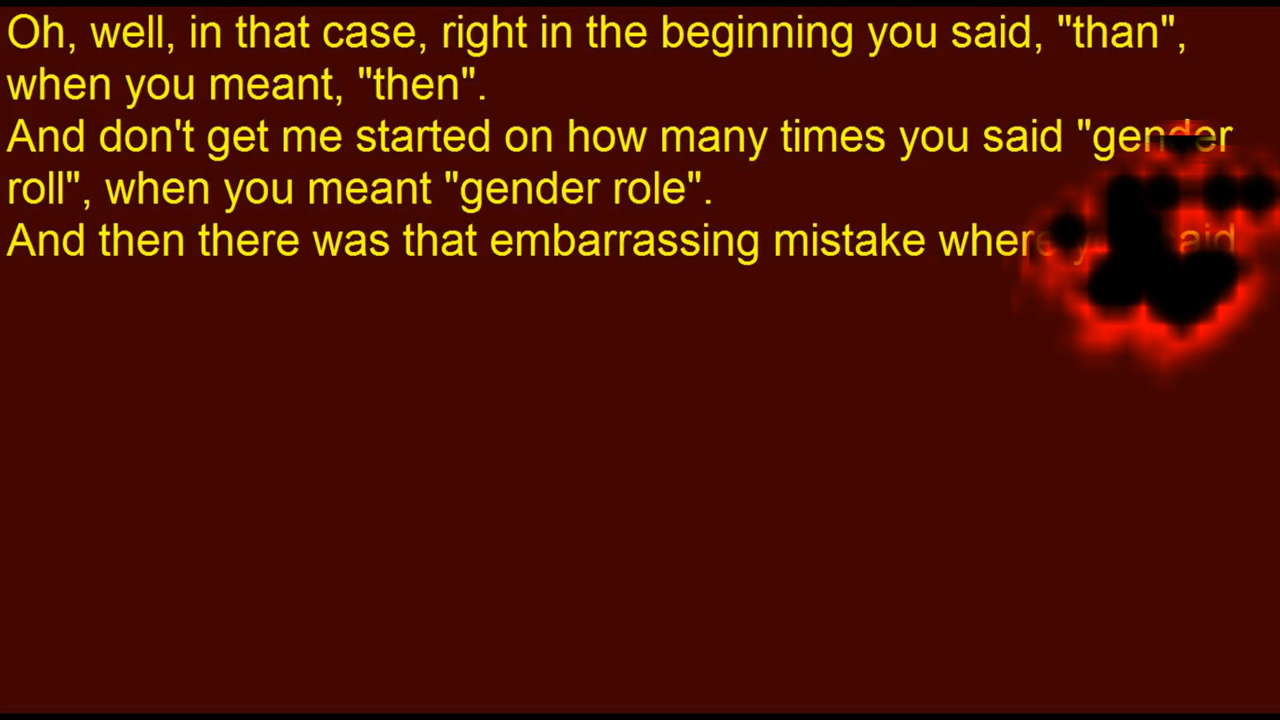 Oh, well, in that case, right in the beginning you said, "than",
when you meant, "then".
And don't get me started on how many times you said "gender
roll", when you meant "gender role".
And then there was that embarrassing mistake where said